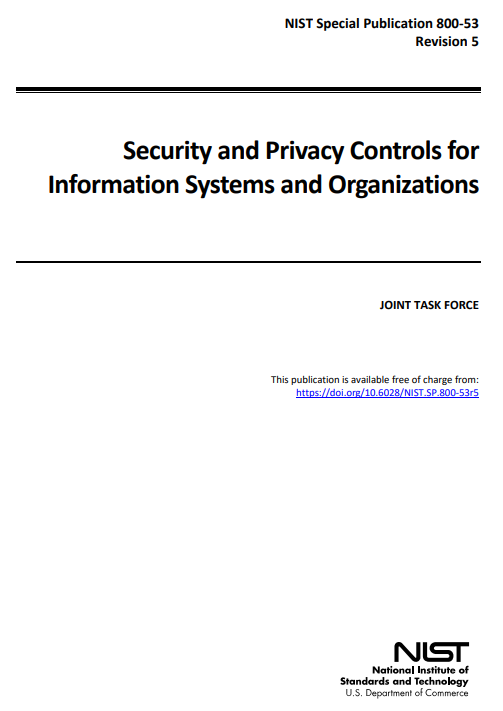 NIST Special Publication 800-53
Revision 5
Security and Privacy Controls for
Information Systems and Organizations
JOINT TASK FORCE
This publication is available free of charge from:
https://doi.org/10.6028/NIST.SP.800-53r5
NIST
National Institute of
Standards and Technology
U.S. Department of Commerce